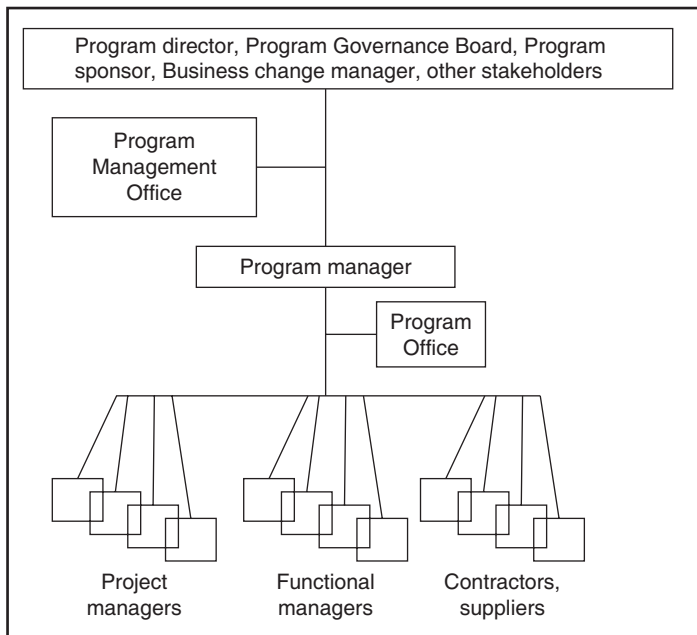 Program director, Program Governance Board, Program
sponsor, Business change manager, other stakeholders
Program
Management
Office
Program manager
Program
Office
Project
managers
Functional
managers
Contractors,
suppliers